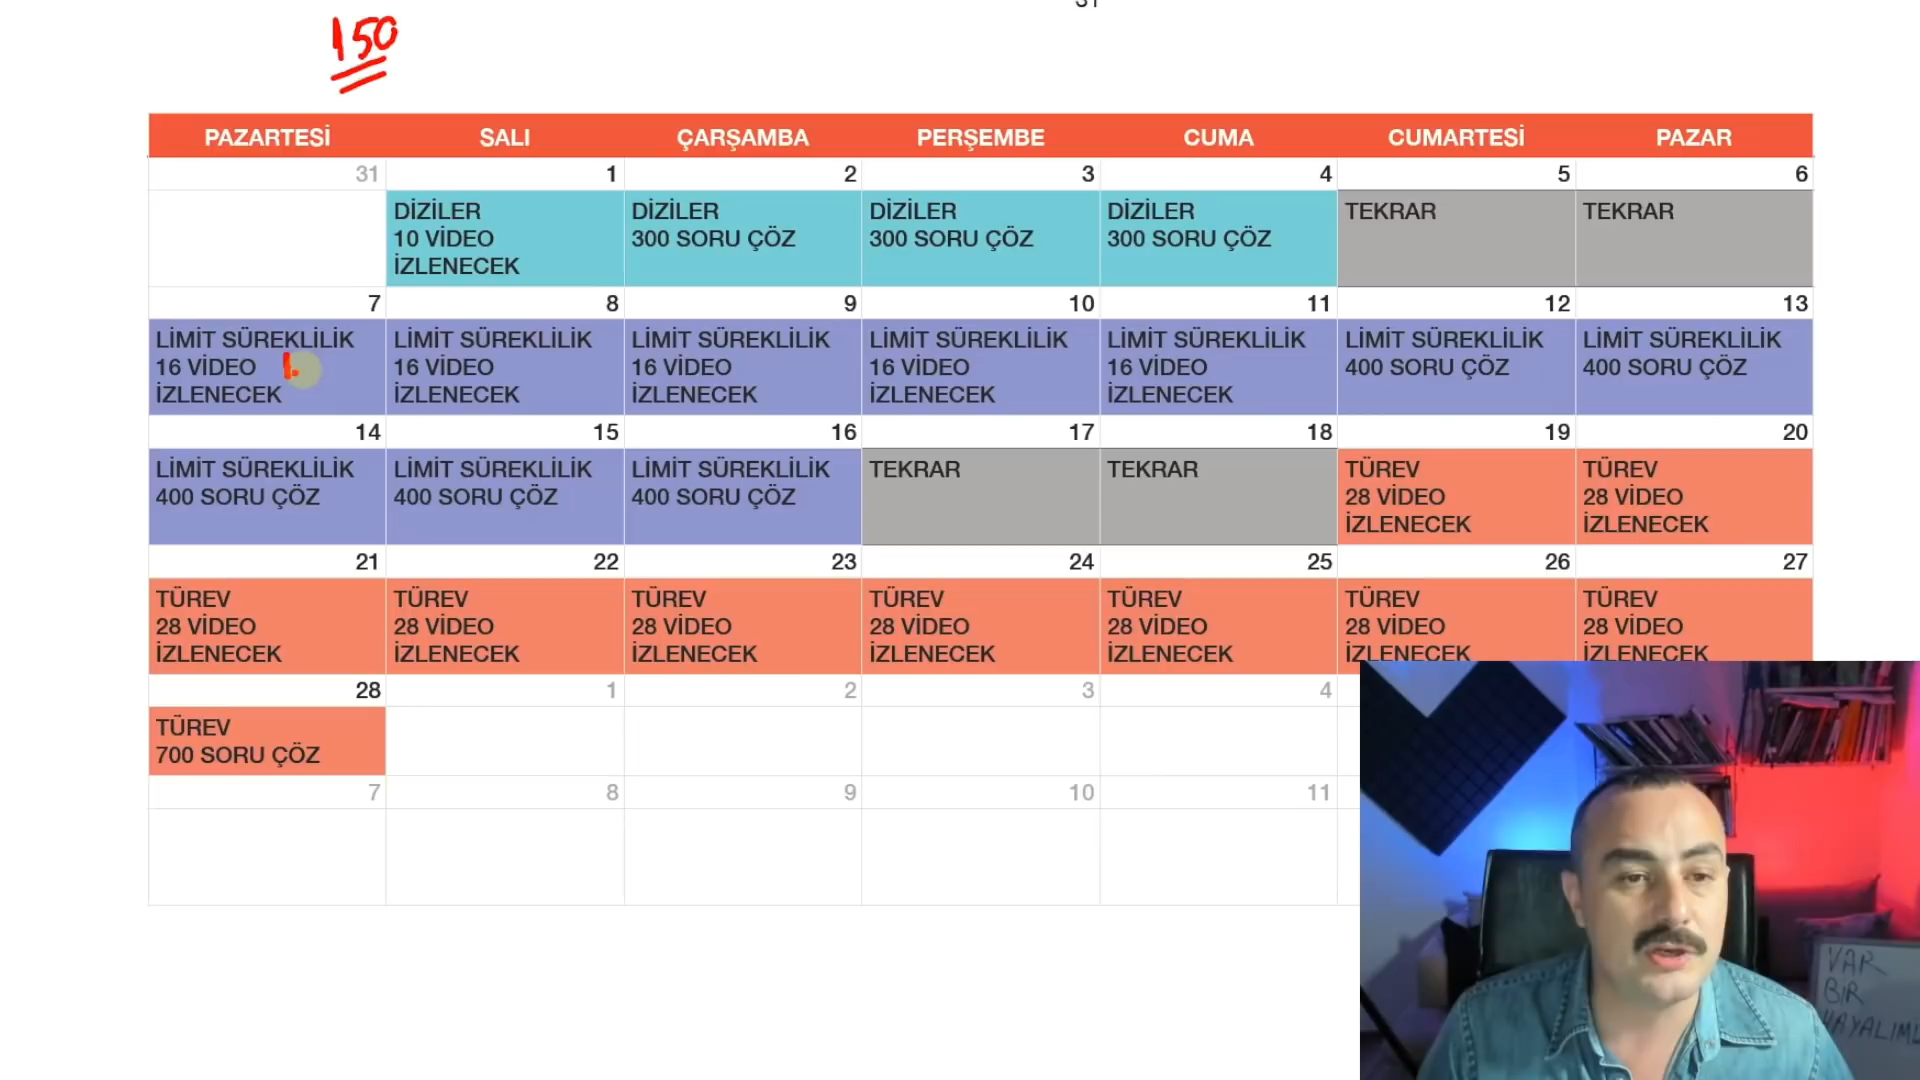 150
PAZARTESİ SALI ÇARŞAMBA PERŞEMBE CUMA CUMARTESİ PAZAR
31 1 2 3 4 5 6
DİZİLER
10 VİDEO
İZLENECEK
DİZİLER
300 SORU ÇÖZ
DİZİLER
300 SORU ÇÖZ
DİZİLER
300 SORU ÇÖZ
TEKRAR
TEKRAR
7 8 9 10 11 12 13
LİMİT SÜREKLİLİK
16 VİDEO
İZLENECEK
LİMİT SÜREKLİLİK
16 VİDEO
İZLENECEK
LİMİT SÜREKLİLİK
16 VİDEO
İZLENECEK
LİMİT SÜREKLİLİK
16 VİDEO
İZLENECEK
LİMİT SÜREKLİLİK
16 VİDEO
İZLENECEK
LİMİT SÜREKLİLİK
400 SORU ÇÖZ
LİMİT SÜREKLİLİK
400 SORU ÇÖZ
14 15 16 17 18 19 20
LİMİT SÜREKLİLİK
400 SORU ÇÖZ
LİMİT SÜREKLİLİK
400 SORU ÇÖZ
LİMİT SÜREKLİLİK
400 SORU ÇÖZ
TEKRAR
TEKRAR
TÜREV
28 VİDEO
İZLENECEK
TÜREV
28 VİDEO
İZLENECEK
21 22 23 24 25 26 27
TÜREV
28 VİDEO
İZLENECEK
TÜREV
28 VİDEO
İZLENECEK
TÜREV
28 VİDEO
İZLENECEK
TÜREV
28 VİDEO
İZLENECEK
TÜREV
28 VİDEO
İZLENECEK
TÜREV
28 VİDEO
İZLENECEK
TÜREV
28 VİDEO
İZLENECEK
28 1 2 3 4
TÜREV
700 SORU ÇÖZ
7 8 9 10 11
VAR
BİR